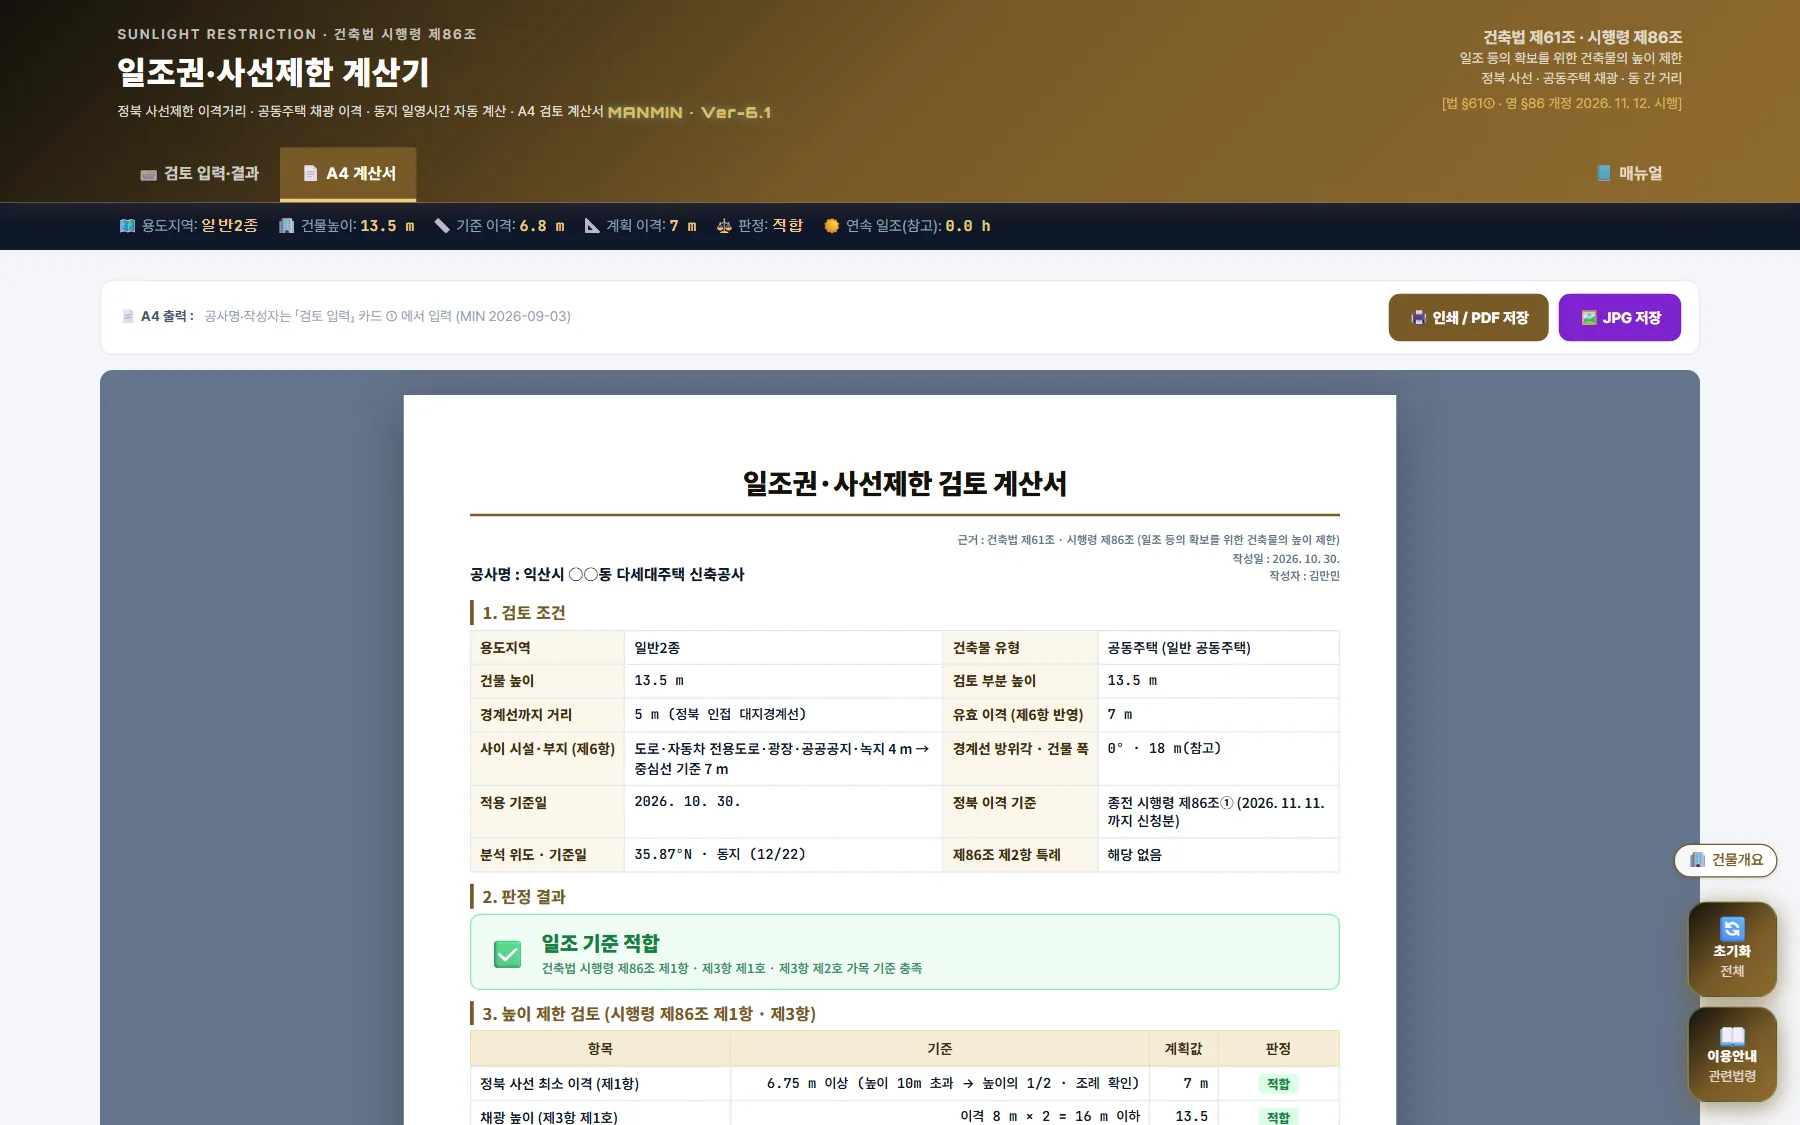 SUNLIGHT RESTRICTION · 건축법 시행령 제86조
일조권·사선제한 계산기
정북 사선제한 이격거리 · 공동주택 채광 이격 · 동지 일영시간 자동 계산 · A4 검토 계산서 MANMIN · Ver-6.1
건축법 제61조 · 시행령 제86조
일조 등의 확보를 위한 건축물의 높이 제한
정북 사선 · 공동주택 채광 · 동 간 거리
[법 §61① · 영 §86 개정 2026. 11. 12. 시행]
검토 입력·결과
A4 계산서
매뉴얼
용도지역: 일반2종 건물높이: 13.5 m 기준 이격: 6.8 m 계획 이격: 7 m 판정: 적합 연속 일조(참고): 0.0 h
A4 출력 : 공사명·작성자는 「검토 입력」 카드 ① 에서 입력 (MIN 2026-09-03)
인쇄 / PDF 저장
JPG 저장
일조권·사선제한 검토 계산서
근거 : 건축법 제61조 · 시행령 제86조 (일조 등의 확보를 위한 건축물의 높이 제한)
작성일 : 2026. 10. 30.
공사명 : 익산시 ○○동 다세대주택 신축공사
작성자 : 김만민
1. 검토 조건
용도지역 일반2종 건축물 유형 공동주택 (일반 공동주택)
건물 높이 13.5 m 검토 부분 높이 13.5 m
경계선까지 거리 5 m (정북 인접 대지경계선) 유효 이격 (제6항 반영) 7 m
사이 시설·부지 (제6항) 도로·자동차 전용도로·광장·공공공지·녹지 4 m → 경계선 방위각 · 건물 폭 0° · 18 m(참고)
중심선 기준 7 m
적용 기준일 2026. 10. 30. 정북 이격 기준 종전 시행령 제86조① (2026. 11. 11.
까지 신청분)
분석 위도 · 기준일 35.87°N · 동지 (12/22) 제86조 제2항 특례 해당 없음
2. 판정 결과
일조 기준 적합
건축법 시행령 제86조 제1항 · 제3항 제1호 · 제3항 제2호 가목 기준 충족
3. 높이 제한 검토 (시행령 제86조 제1항 · 제3항)
항목 기준 계획값 판정
정북 사선 최소 이격 (제1항) 6.75 m 이상 (높이 10m 초과 → 높이의 1/2 · 조례 확인) 7 m 적합
채광 높이 (제3항 제1호) 이격 8 m × 2 = 16 m 이하 13.5 적합
건물개요
초기화
전체
이용안내
관련법령